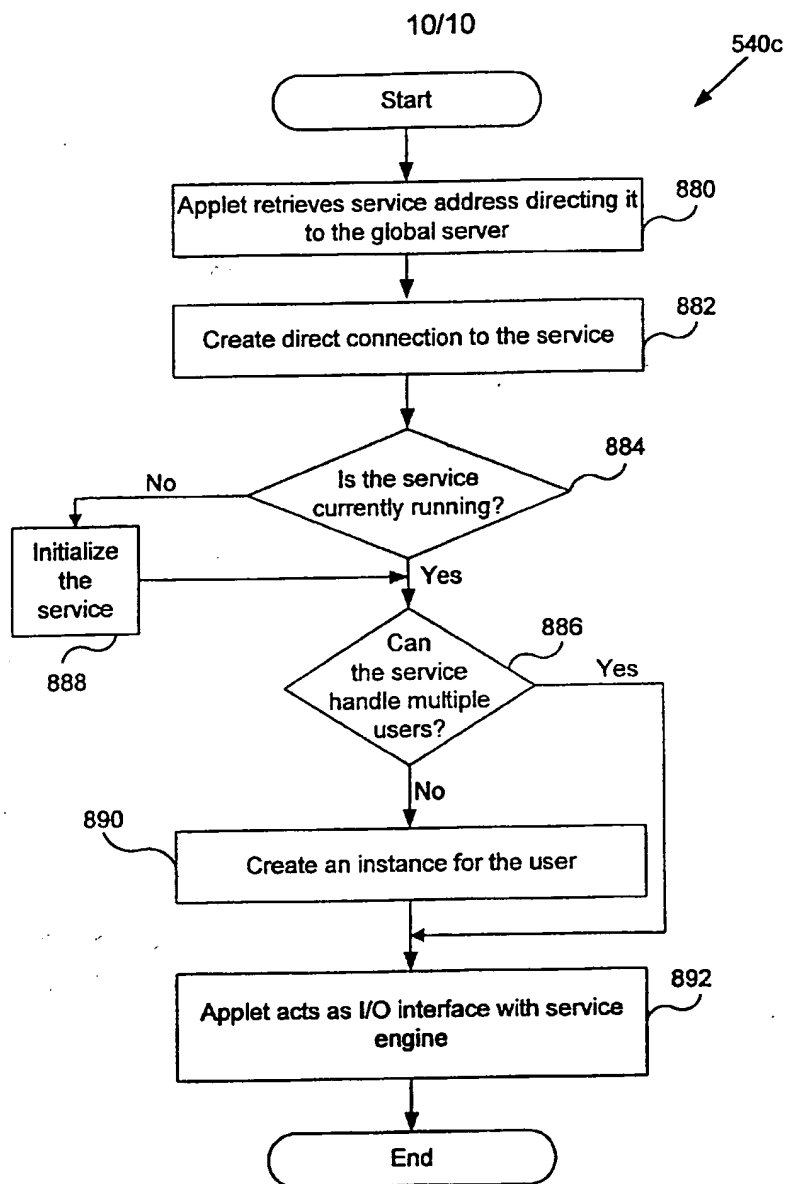 10/10
540c
Start
Applet retrieves service address directing it
to the global server
880
Create direct connection to the service
882
Is the service
currently running?
884
No
Initialize
the
service
888
Yes
Can
the service
handle multiple
users?
886
Yes
No
890
Create an instance for the user
Applet acts as I/O interface with service
engine
892
End